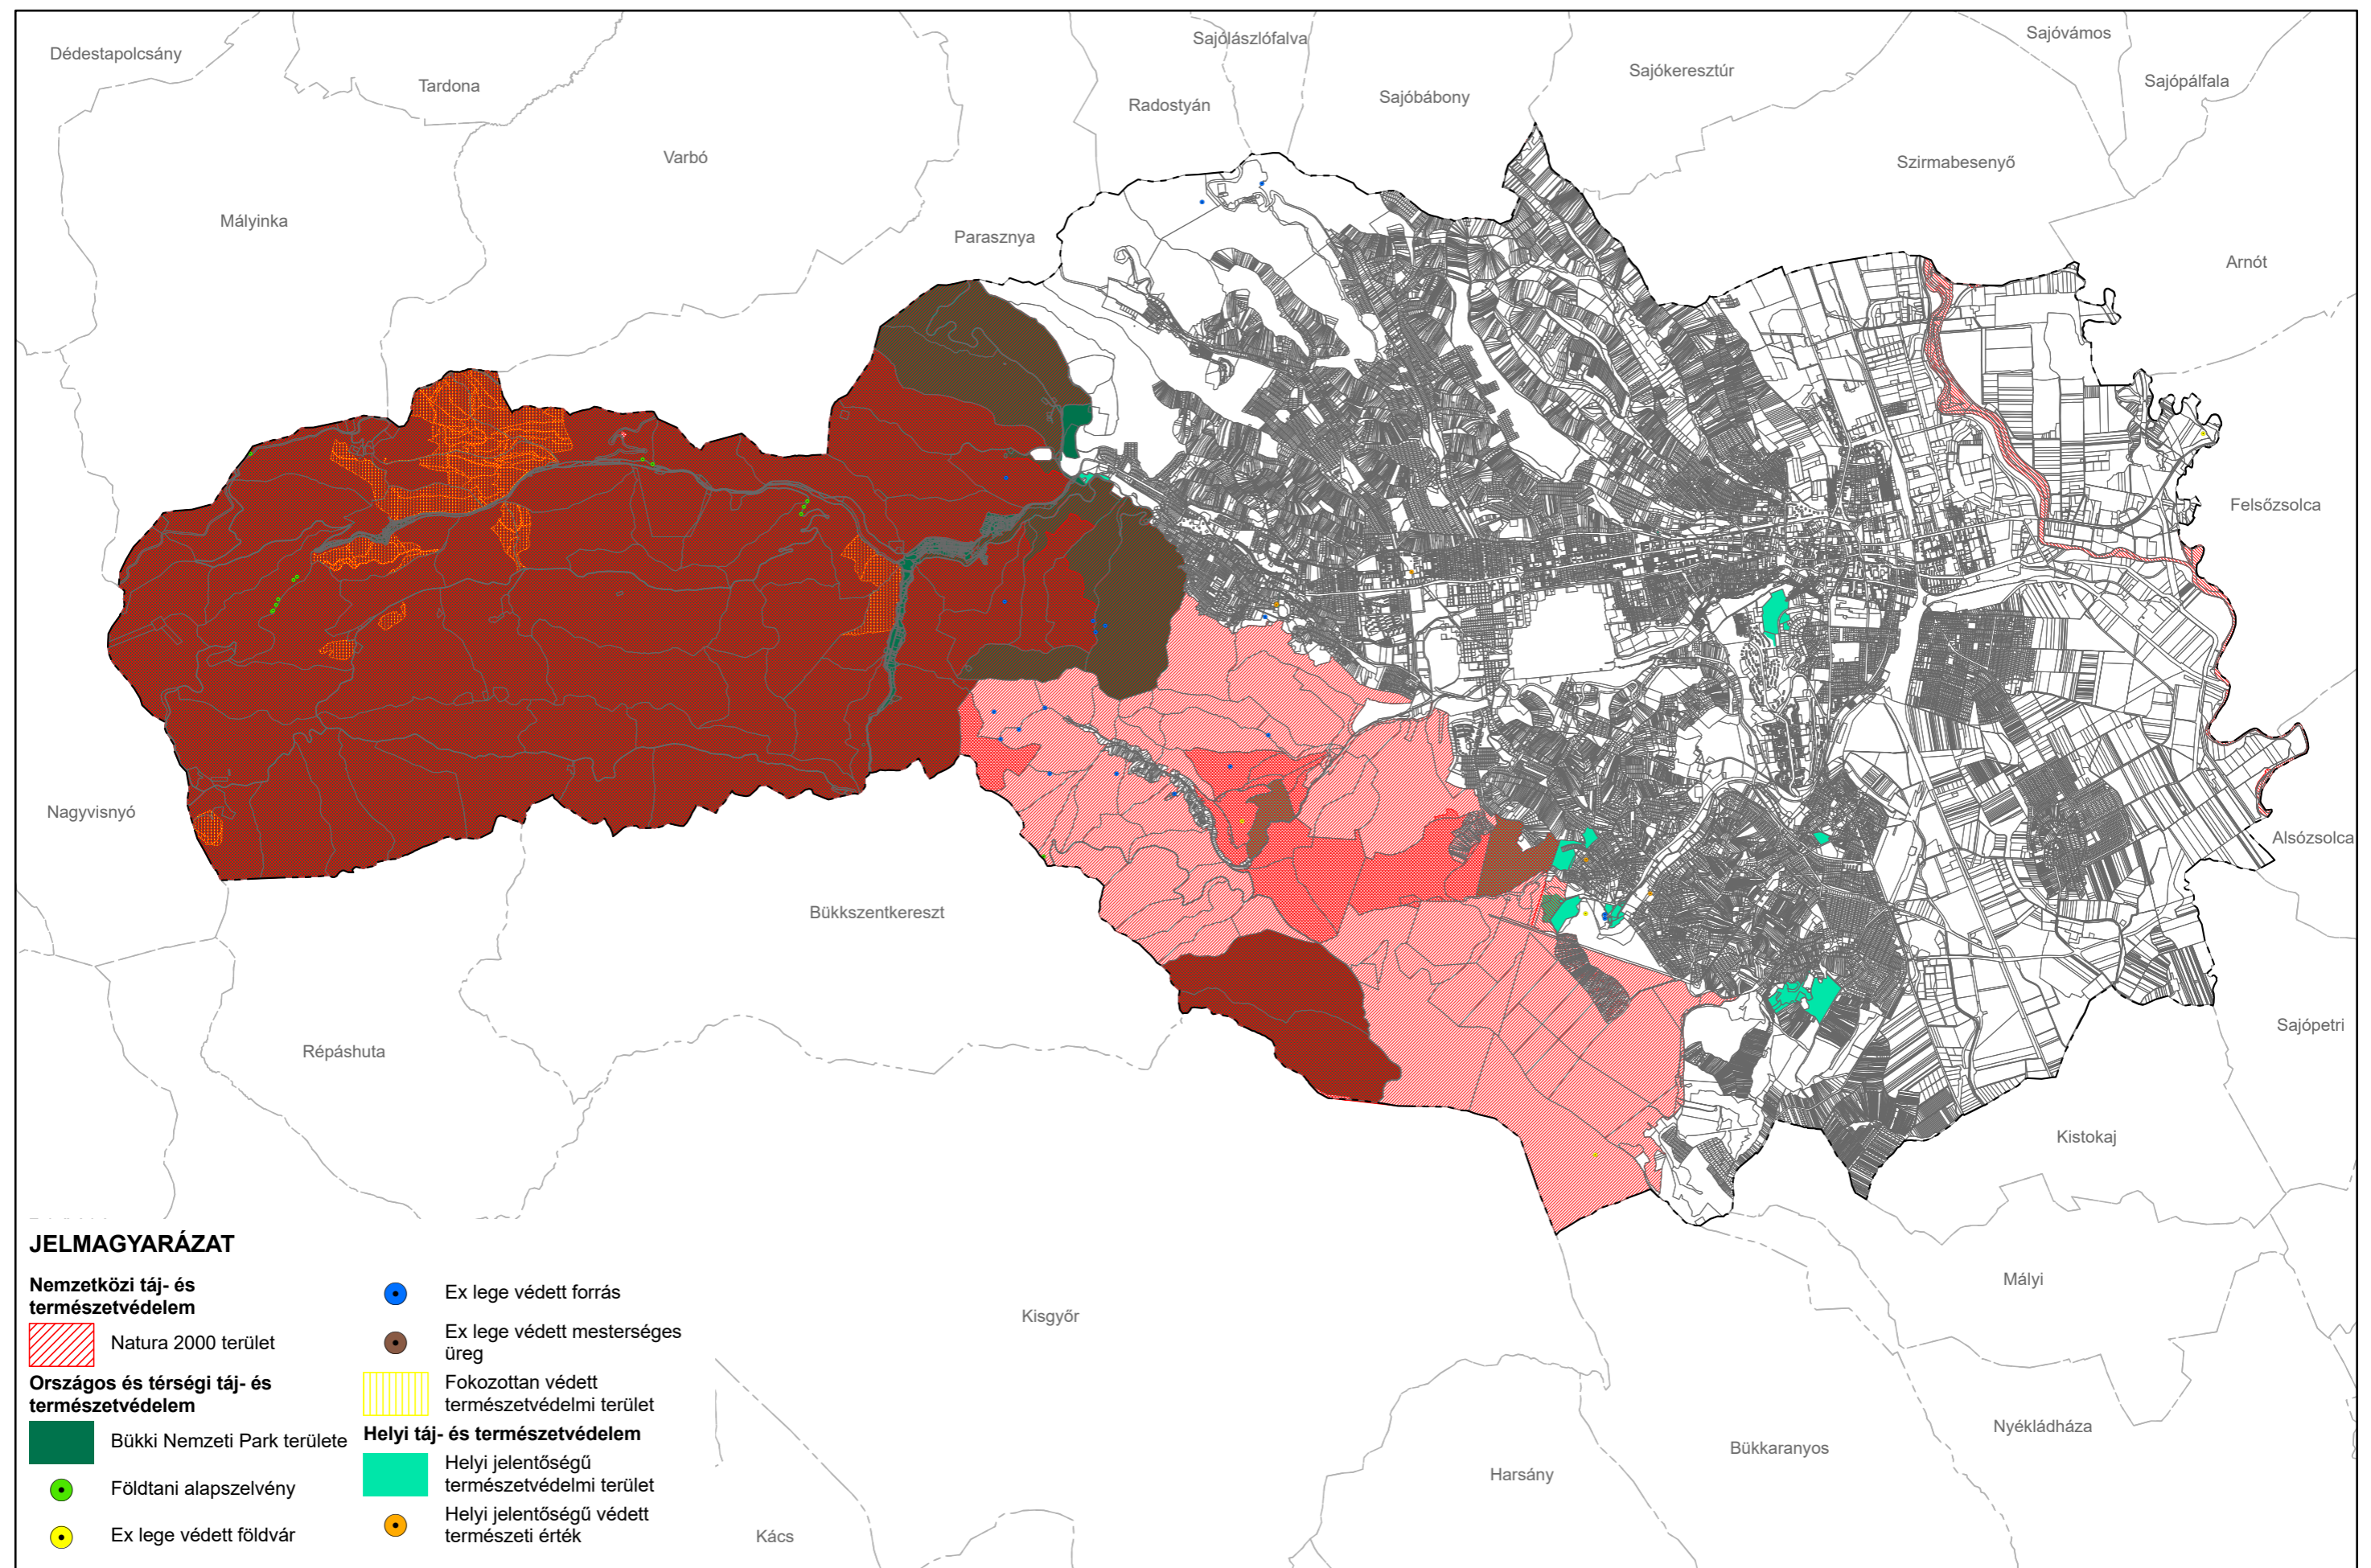 Sajólászlófalva
Sajóvámos
Dédestapolcsány
Sajókeresztúr
Sajópálfala
Tardona
Sajóbábony
Radostyán
Varbó
Szirmabesenyő
Mályinka
Parasznya
Arnót
Felsőzsolca
Nagyvisnyó
Alsózsolca
Bükkszentkereszt
Sajópetri
Répáshuta
Kistokaj
Mályi
Kisgyőr
Nyékládháza
Bükkaranyos
Harsány
Kács
JELMAGYARÁZAT
Nemzetközi táj- és
természetvédelem
Natura 2000 terület
Országos és térségi táj- és
természetvédelem
Bükki Nemzeti Park területe
Földtani alapszelvény
Ex lege védett földvár
Ex lege védett forrás
Ex lege védett mesterséges
üreg
Fokozottan védett
természetvédelmi terület
Helyi táj- és természetvédelem
Helyi jelentőségű
természetvédelmi terület
Helyi jelentőségű védett
természeti érték